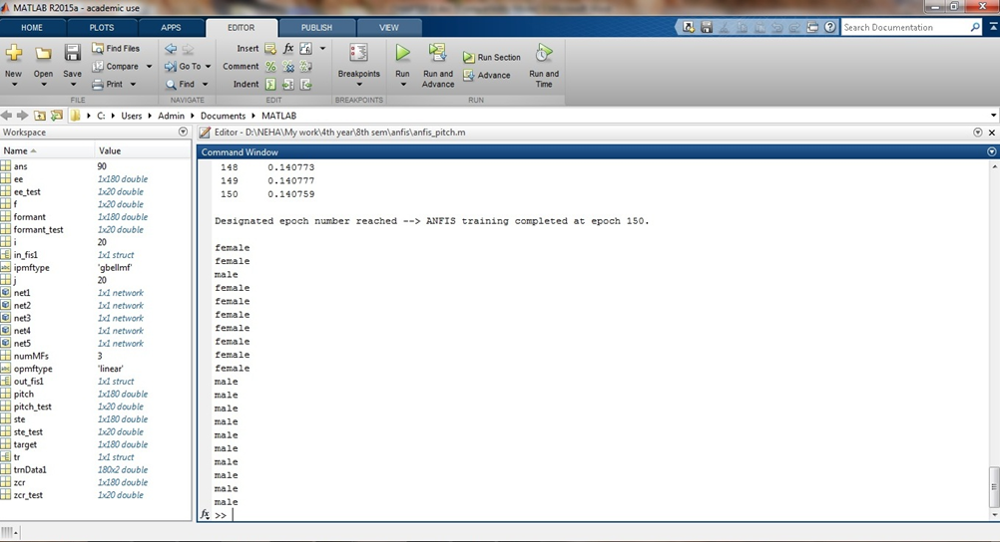 MATLAB R2015a - academic use
HOME PLOTS APPS EDITOR PUBLISH VIEW Search Documentation
New Open Save Find Files Compare Print Go To Find Insert fx Comment % Indent Breakpoints Run Run and Advance Run Section Advance Run and Time
FILE NAVIGATE EDIT BREAKPOINTS RUN
C: Users Admin Documents MATLAB
Workspace
Name Value
ans 90
ee 1x180 double
ee_test 1x20 double
f 1x20 double
formant 1x180 double
formant_test 1x20 double
i 20
in_fis1 1x1 struct
ipmftype 'gbellmf'
j 20
net1 1x1 network
net2 1x1 network
net3 1x1 network
net4 1x1 network
net5 1x1 network
numMFs 3
opmftype 'linear'
out_fis1 1x1 struct
pitch 1x180 double
pitch_test 1x20 double
ste 1x180 double
ste_test 1x20 double
target 1x180 double
tr 1x1 struct
trnData1 180x2 double
zcr 1x180 double
zcr_test 1x20 double
Editor - D:\NEHA\My work\4th year\8th sem\anfis\anfis_pitch.m
Command Window
148 0.140773
149 0.140777
150 0.140759
Designated epoch number reached --> ANFIS training completed at epoch 150.
female
female
male
female
female
female
female
female
female
female
male
male
male
male
male
male
male
male
male
male
fx >>